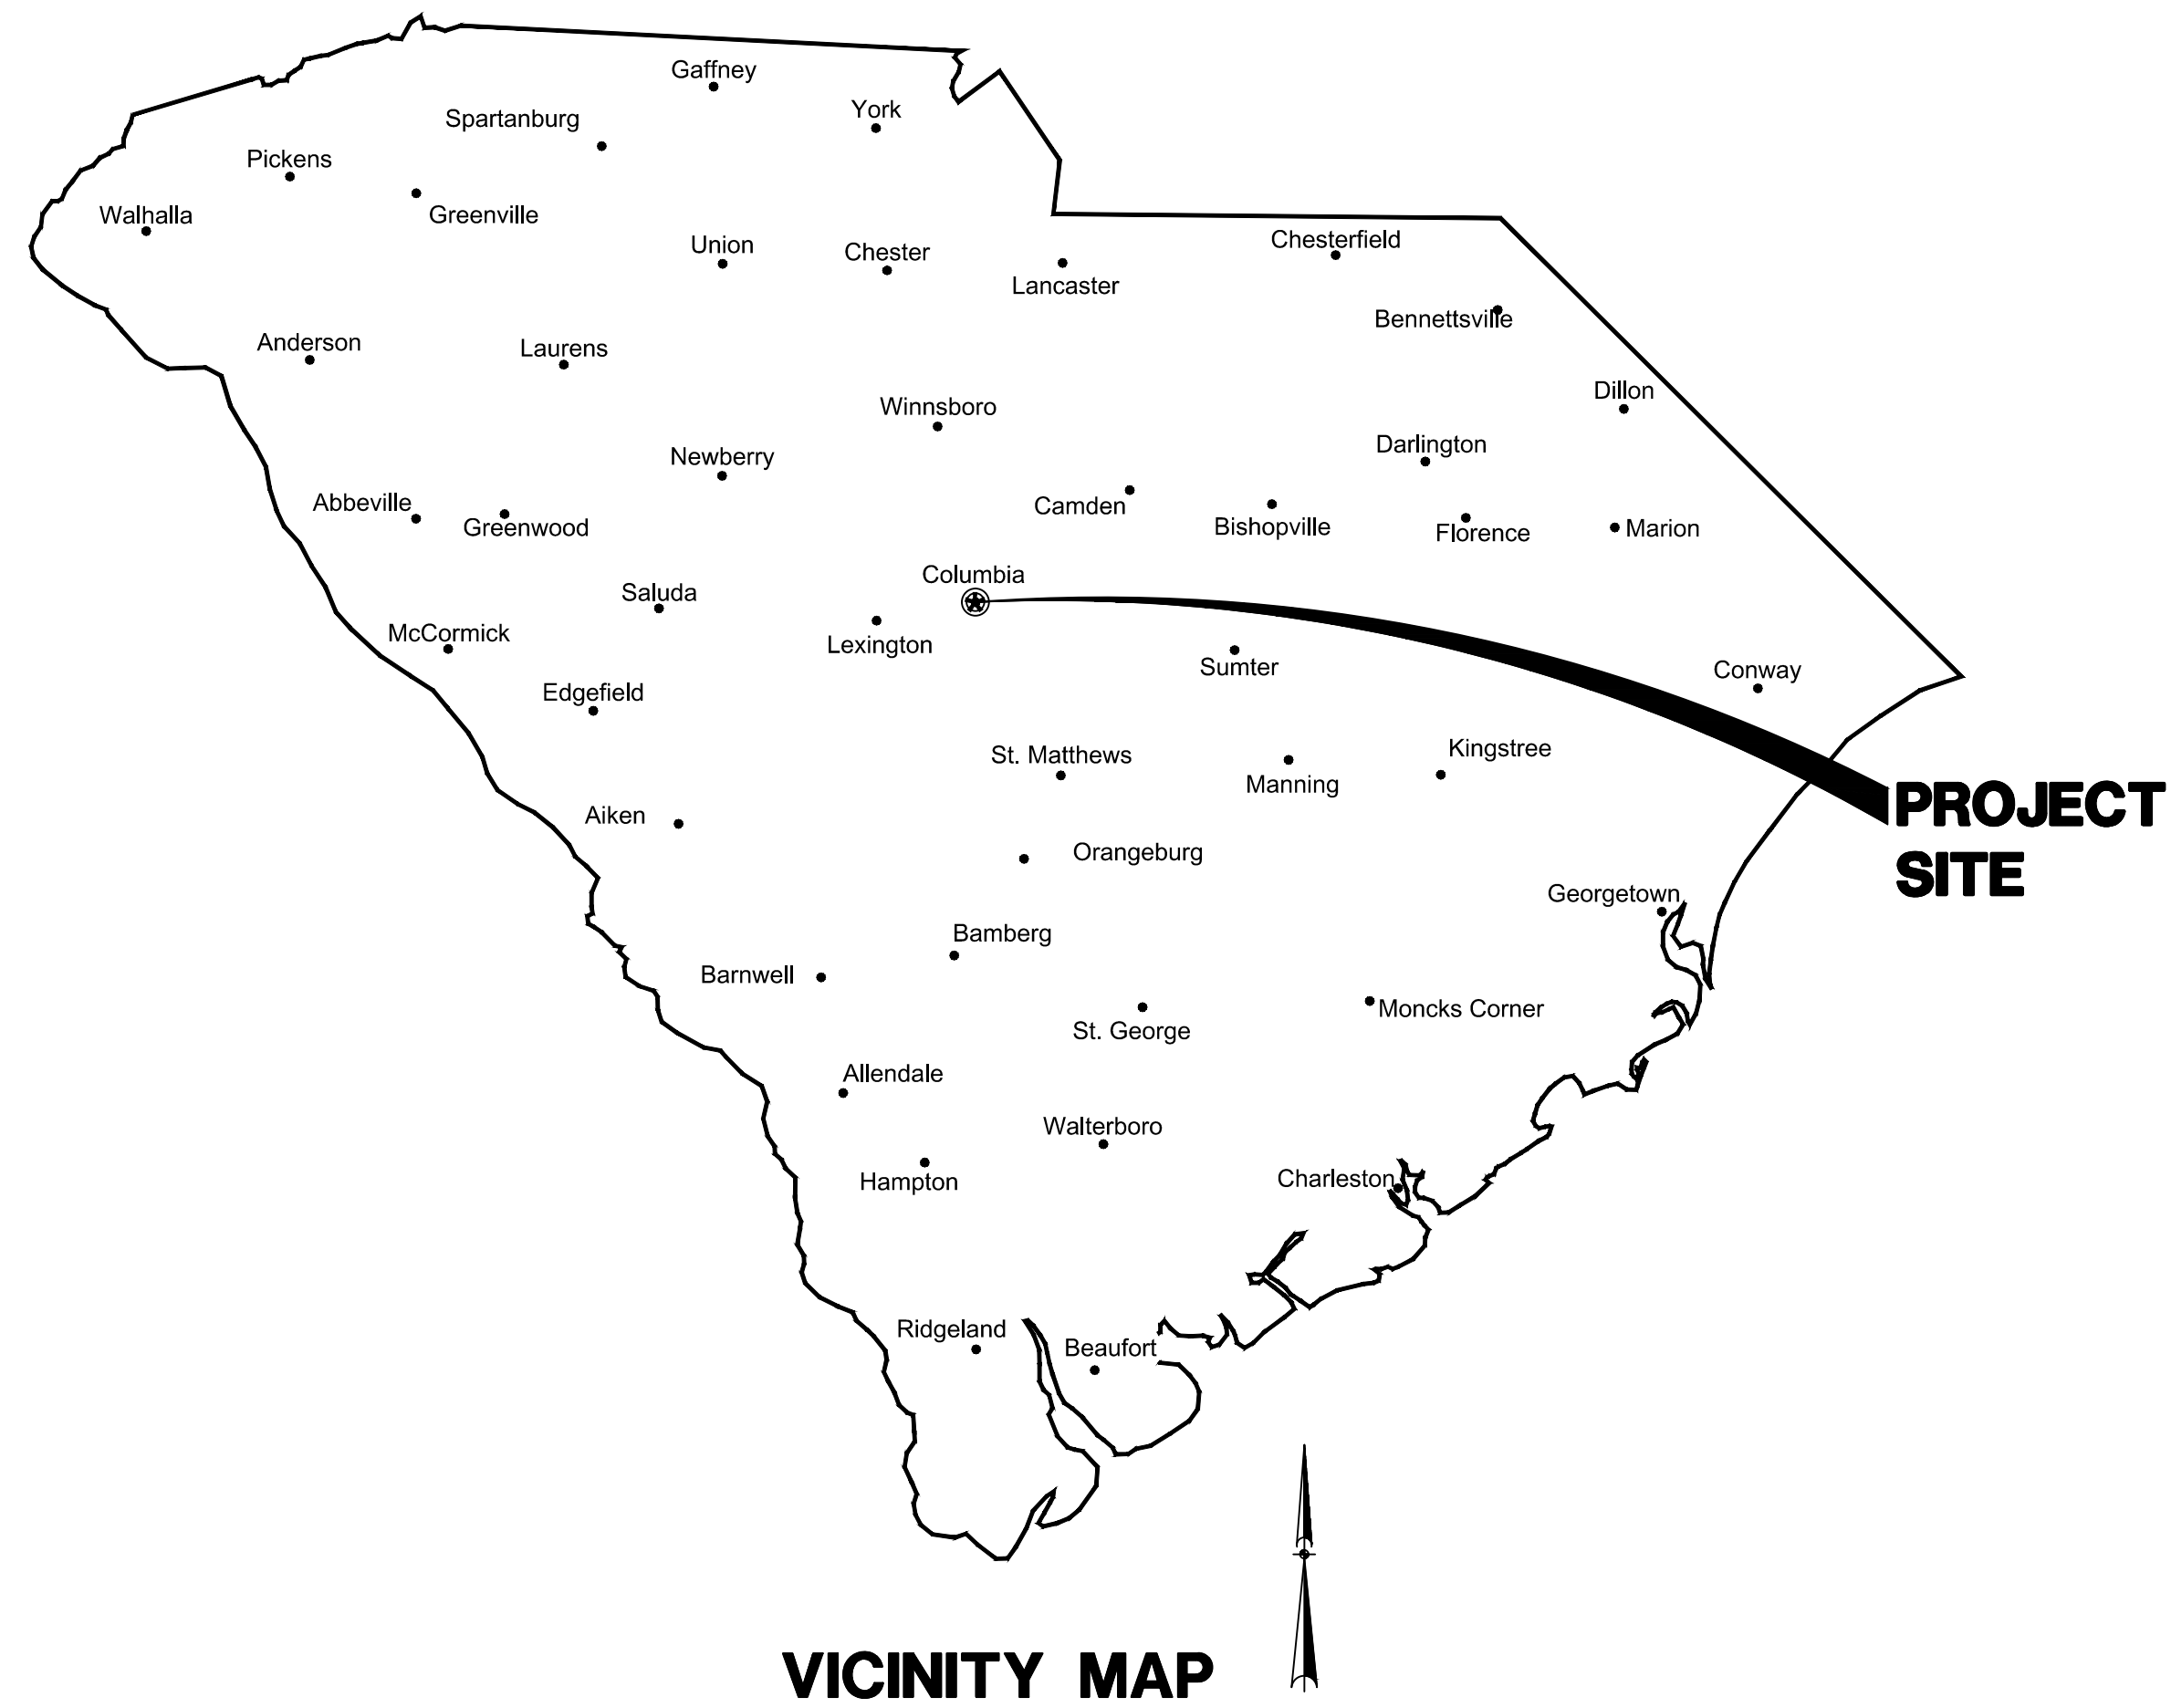 Gaffney
York
Spartanburg
Pickens
Walhalla
Greenville
Union
Chester
Lancaster
Chesterfield
Bennettsville
Anderson
Laurens
Dillon
Winnsboro
Darlington
Newberry
Camden
Abbeville
Greenwood
Bishopville
Florence
Marion
Columbia
Saluda
McCormick
Lexington
Sumter
Conway
Edgefield
St. Matthews
Manning
Kingstree
PROJECT
SITE
Aiken
Orangeburg
Georgetown
Bamberg
Barnwell
Moncks Corner
St. George
Allendale
Walterboro
Hampton
Charleston
Ridgeland
Beaufort
VICINITY MAP